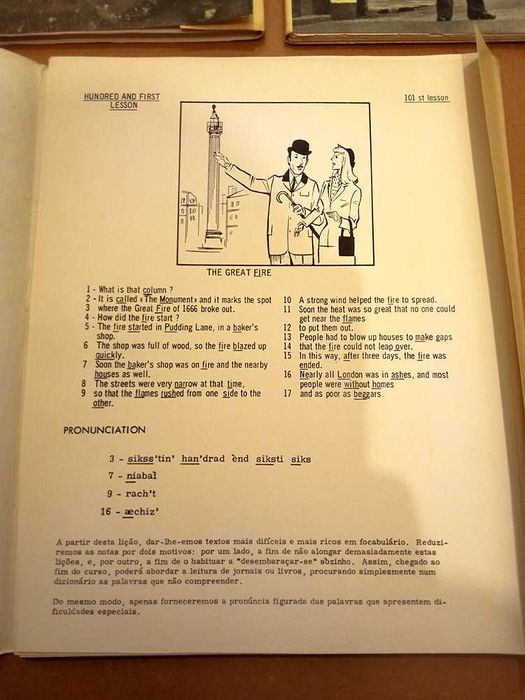 HUNDRED AND FIRST
LESSON
101 st lesson
THE GREAT FIRE
1 - What is that column ?
2 - It is called «The Monument» and it marks the spot
3 where the Great Fire of 1666 broke out.
4 - How did the fire start ?
5 - The fire started in Pudding Lane, in a baker's
shop.
6 The shop was full of wood, so the fire blazed up
quickly.
7 Soon the baker's shop was on fire and the nearby
houses as well.
8 The streets were very narrow at that time,
9 so that the flames rushed from one side to the
other.
10 A strong wind helped the fire to spread.
11 Soon the heat was so great that no one could
get near the flames
12 to put them out.
13 People had to blow up houses to make gaps
14 that the fire could not leap over.
15 In this way, after three days, the fire was
ended.
16 Nearly all London was in ashes, and most
people were without homes
17 and as poor as beggars
PRONUNCIATION
3 - sikss'tin' han'drad ènd siksti siks
7 - niabaI
9 - rach't
16 - æchiz'
A partir desta lição, dar-lhe-emos textos mais difíceis e mais ricos em focabulário. Reduzi-
remos as notas por dois motivos: por um lado, a fim de não alongar demasiadamente estas
lições, e, por outro, a fim de o habituar a "desembaraçar-se" sòzinho. Assim, chegado ao
fim do curso, poderá abordar a leitura de jornais ou livros, procurando simplesmente num
dicionário as palavras que não compreender.
Do mesmo modo, apenas forneceremos a pronúncia figurada das palavras que apresentem di-
ficuldades especiais.